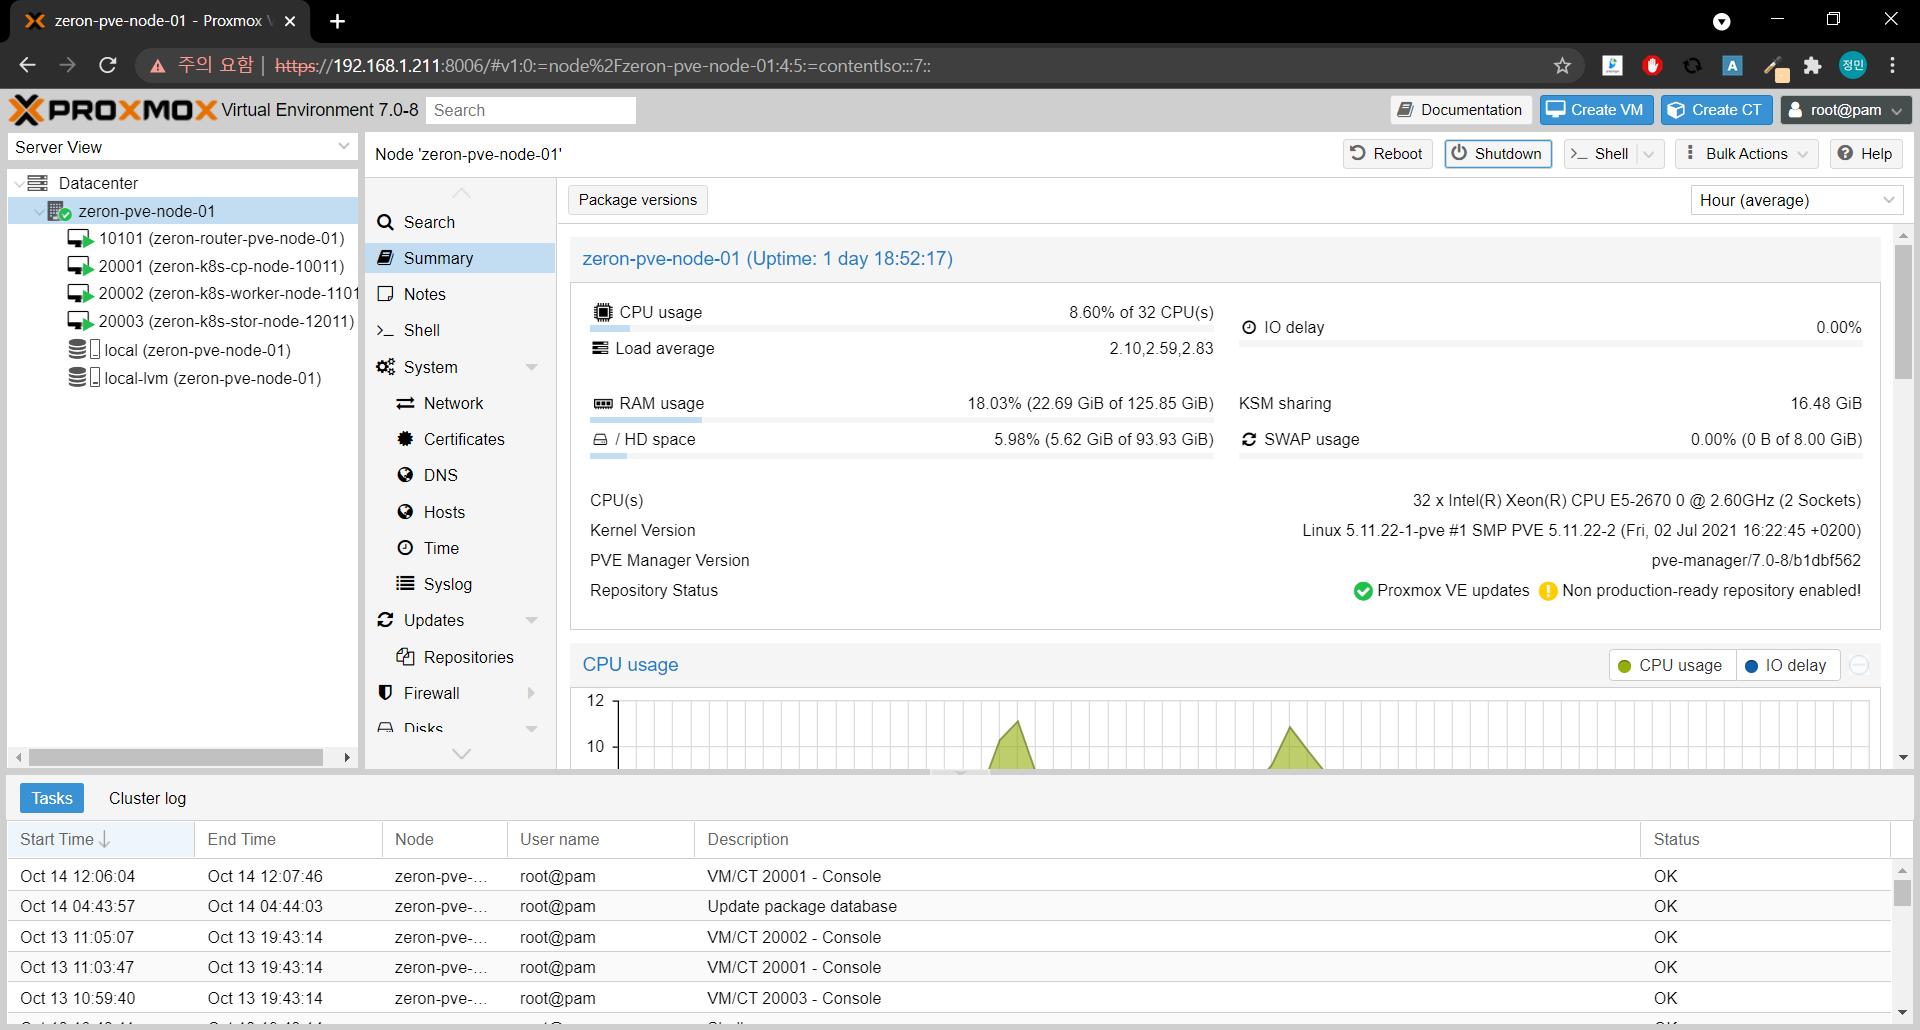 zeron-pve-node-01 - Proxmox V
주의 요함 | https://192.168.1.211:8006/#v1:0:=node%2Fzeron-pve-node-01:4:5:=contentIso:::7::
A
정민
PROXMOX Virtual Environment 7.0-8
Search
Documentation
Create VM
Create CT
root@pam
Server View
Node 'zeron-pve-node-01'
Reboot
Shutdown
Shell
Bulk Actions
Help
Datacenter
zeron-pve-node-01
10101 (zeron-router-pve-node-01)
20001 (zeron-k8s-cp-node-10011)
20002 (zeron-k8s-worker-node-1101
20003 (zeron-k8s-stor-node-12011)
local (zeron-pve-node-01)
local-lvm (zeron-pve-node-01)
Search
Summary
Notes
Shell
System
Network
Certificates
DNS
Hosts
Time
Syslog
Updates
Repositories
Firewall
Disks
Package versions
Hour (average)
zeron-pve-node-01 (Uptime: 1 day 18:52:17)
CPU usage 8.60% of 32 CPU(s)
IO delay 0.00%
Load average 2.10,2.59,2.83
RAM usage 18.03% (22.69 GiB of 125.85 GiB)
KSM sharing 16.48 GiB
/ HD space 5.98% (5.62 GiB of 93.93 GiB)
SWAP usage 0.00% (0 B of 8.00 GiB)
CPU(s) 32 x Intel(R) Xeon(R) CPU E5-2670 0 @ 2.60GHz (2 Sockets)
Kernel Version Linux 5.11.22-1-pve #1 SMP PVE 5.11.22-2 (Fri, 02 Jul 2021 16:22:45 +0200)
PVE Manager Version pve-manager/7.0-8/b1dbf562
Repository Status Proxmox VE updates Non production-ready repository enabled!
CPU usage
CPU usage
IO delay
12
10
Tasks
Cluster log
Start Time End Time Node User name Description Status
Oct 14 12:06:04 Oct 14 12:07:46 zeron-pve-... root@pam VM/CT 20001 - Console OK
Oct 14 04:43:57 Oct 14 04:44:03 zeron-pve-... root@pam Update package database OK
Oct 13 11:05:07 Oct 13 19:43:14 zeron-pve-... root@pam VM/CT 20002 - Console OK
Oct 13 11:03:47 Oct 13 19:43:14 zeron-pve-... root@pam VM/CT 20001 - Console OK
Oct 13 10:59:40 Oct 13 19:43:14 zeron-pve-... root@pam VM/CT 20003 - Console OK